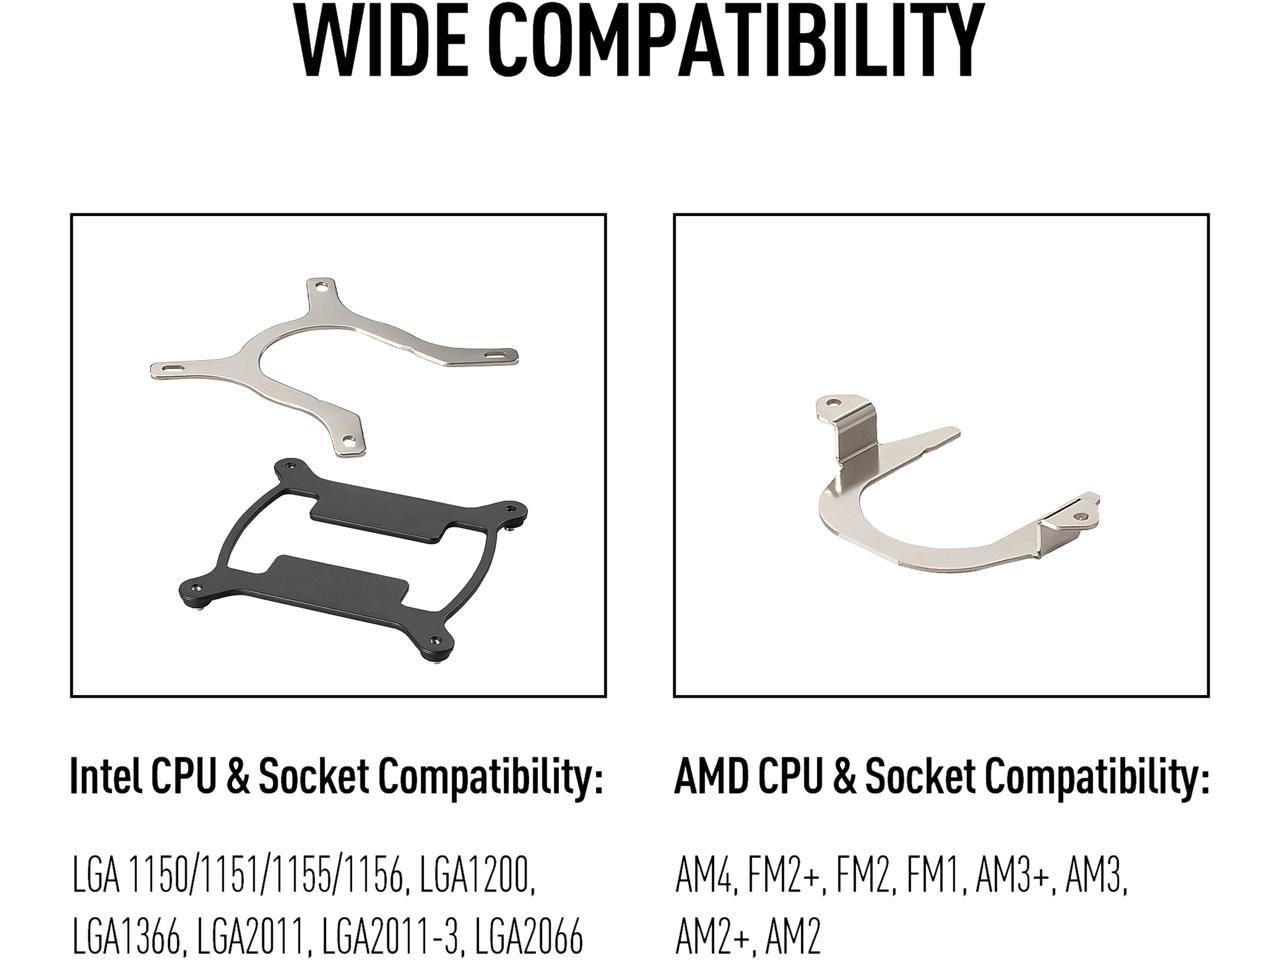 WIDE COMPATIBILITY
Intel CPU & Socket Compatibility:
LGA 1150/1151/1155/1156, LGA1200,
LGA1366, LGA2011, LGA2011-3, LGA2066
AMD CPU & Socket Compatibility:
AM4, FM2+, FM2, FM1, AM3+, AM3,
AM2+, AM2